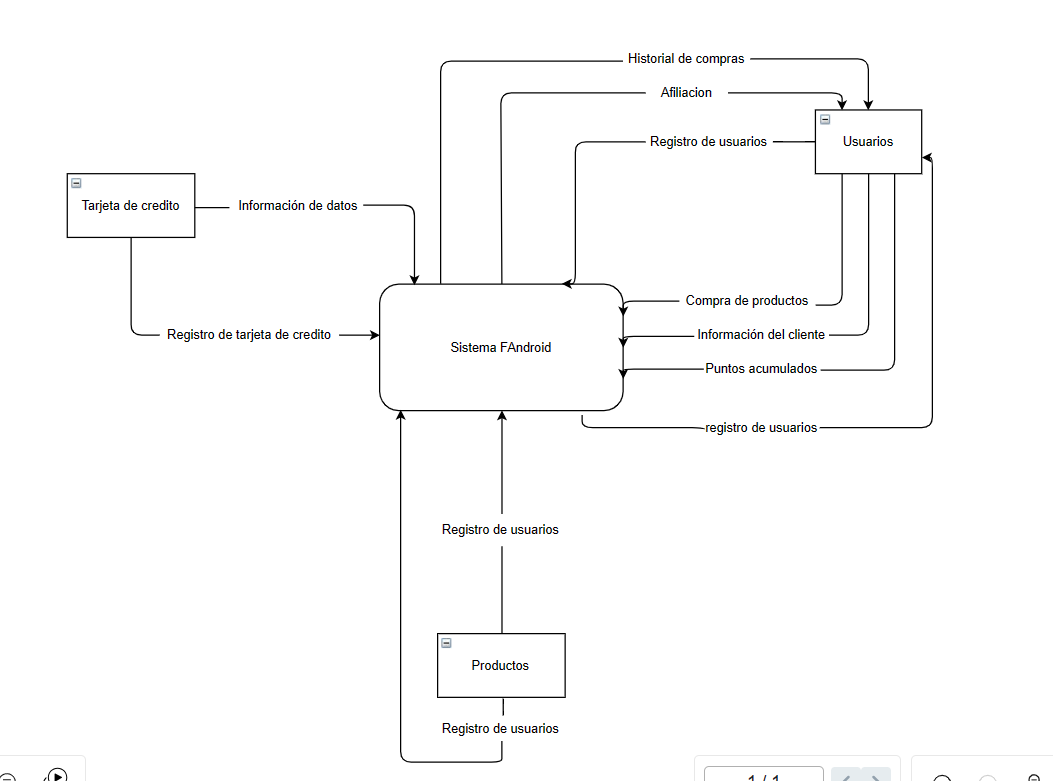 Historial de compras
Afiliacion
Registro de usuarios
Usuarios
Tarjeta de credito
Información de datos
Compra de productos
Registro de tarjeta de credito
Información del cliente
Sistema FAndroid
Puntos acumulados
registro de usuarios
Registro de usuarios
Productos
Registro de usuarios
1 / 1